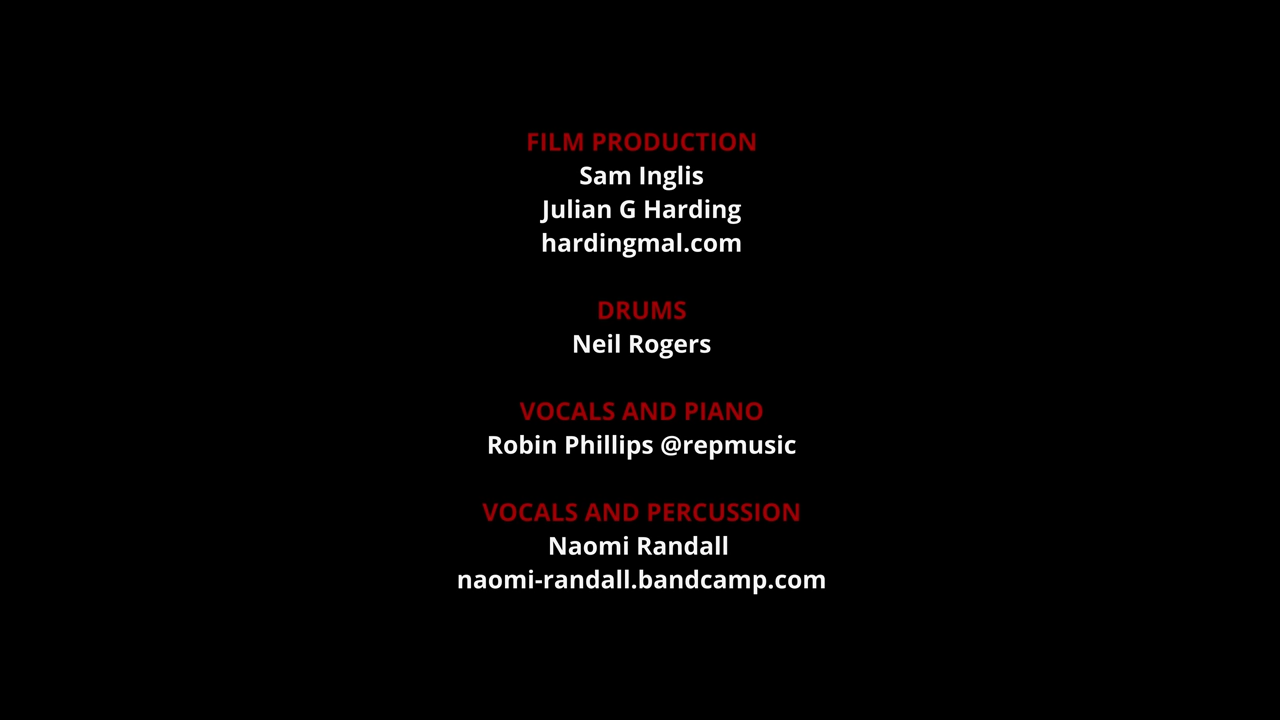 FILM PRODUCTION
Sam Inglis
Julian G Harding
hardingmal.com
DRUMS
Neil Rogers
VOCALS AND PIANO
Robin Phillips @repmusic
VOCALS AND PERCUSSION
Naomi Randall
naomi-randall.bandcamp.com